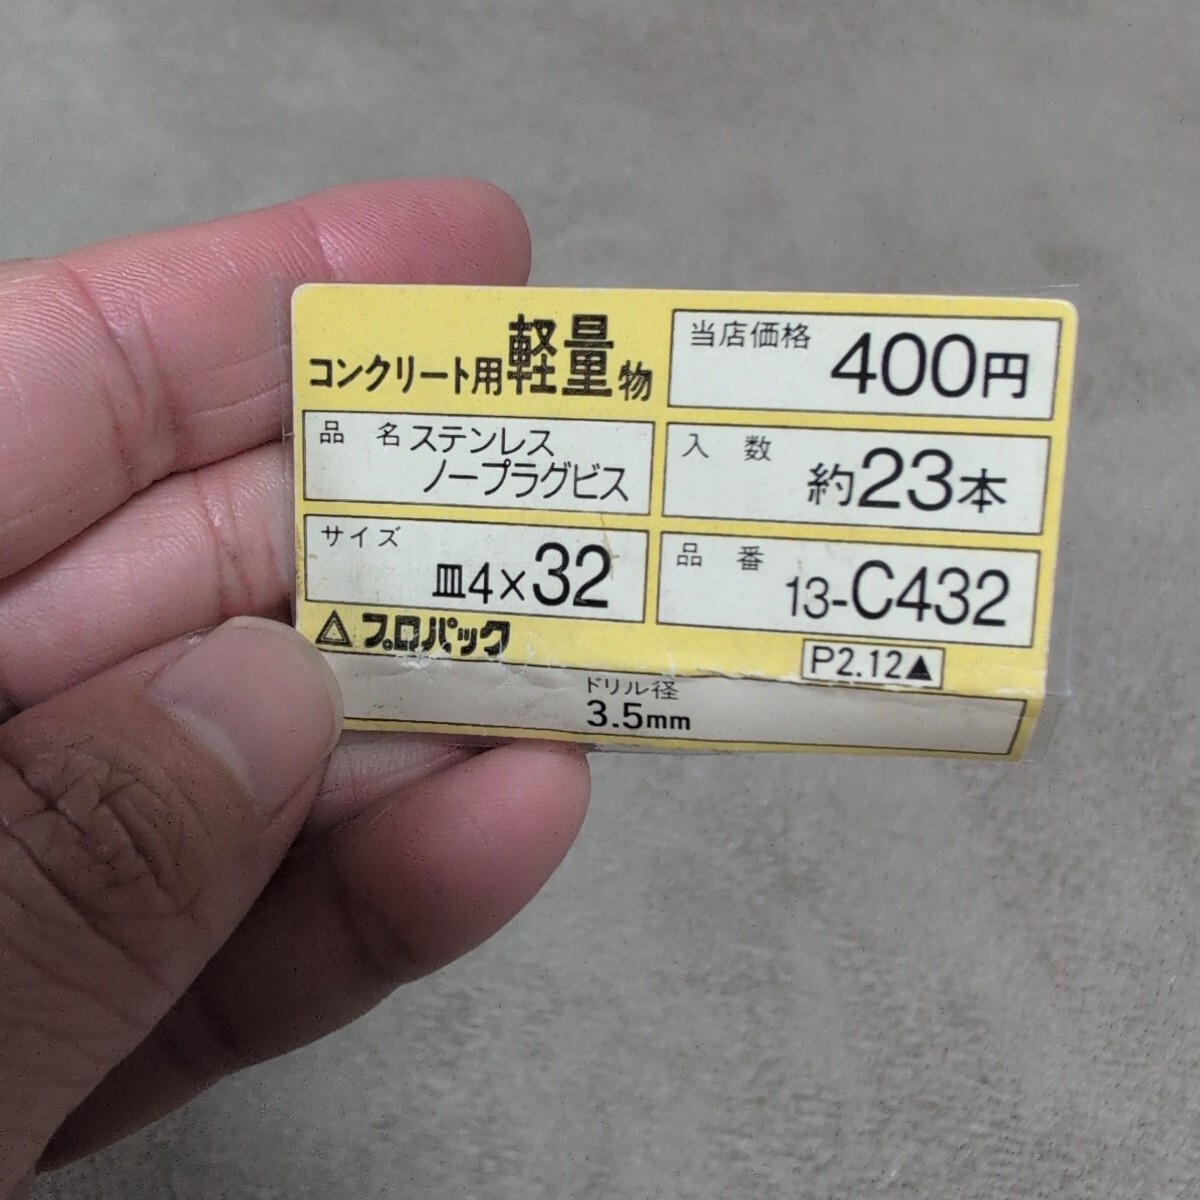 コンクリート用軽量物
当店価格
400円
品名 ステンレス
ノープラグビス
入数
約23本
サイズ
皿4×32
品番
13-C432
プロパック
P2.12▲
ドリル径
3.5mm